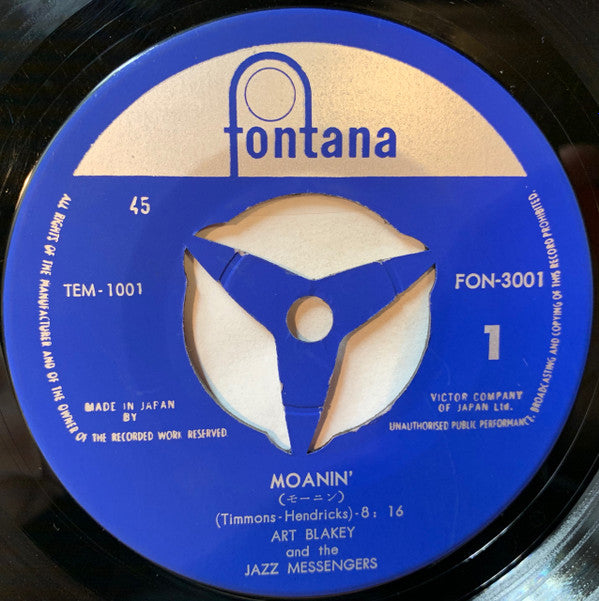 fontana
45
TEM-1001
FON-3001
1
MADE IN JAPAN
BY
VICTOR COMPANY
OF JAPAN Ltd.
ALL RIGHTS OF THE MANUFACTURER AND OF THE OWNER OF THE RECORDED WORK RESERVED.
UNAUTHORISED PUBLIC PERFORMANCE, BROADCASTING AND COPYING OF THIS RECORD PROHIBITED.
MOANIN'
(モーニン)
(Timmons-Hendricks)-8: 16
ART BLAKEY
and the
JAZZ MESSENGERS